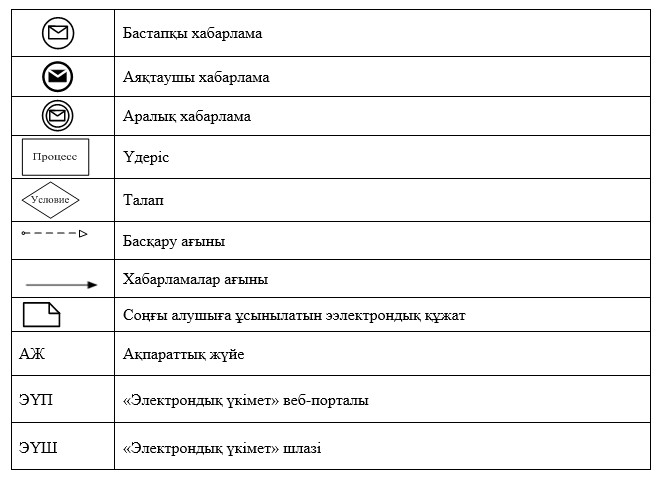 Бастапқы хабарлама
Аяқтаушы хабарлама
Аралық хабарлама
Процесс Үдеріс
Условие Талап
Басқару ағыны
Хабарламалар ағыны
Соңғы алушыға ұсынылатын ээлектрондық құжат
АЖ Ақпараттық жүйе
ЭҮП «Электрондық үкімет» веб-порталы
ЭҮШ «Электрондық үкімет» шлазі